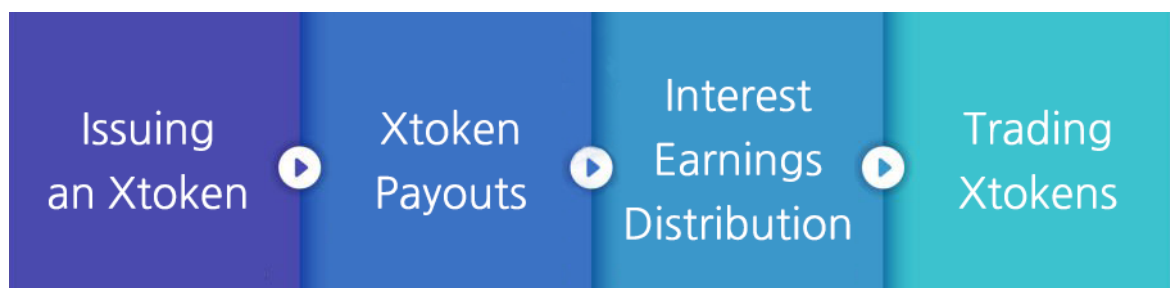 Issuing
an Xtoken
Xtoken
Payouts
Interest
Earnings
Distribution
Trading
Xtokens